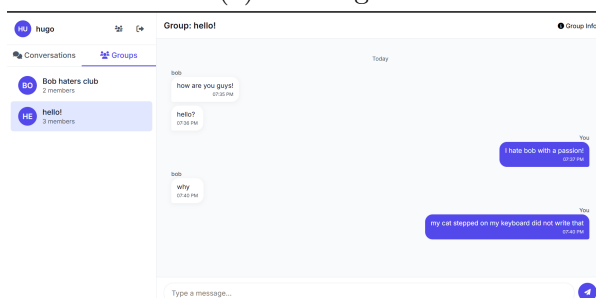 HU hugo
Group: hello!
Group Info
Conversations
Groups
BO
Bob haters club
2 members
HE
hello!
3 members
Today
bob
how are you guys!
07:35 PM
hello?
07:36 PM
You
I hate bob with a passion!
07:37 PM
bob
why
07:40 PM
You
my cat stepped on my keyboard did not write that
07:40 PM
Type a message...